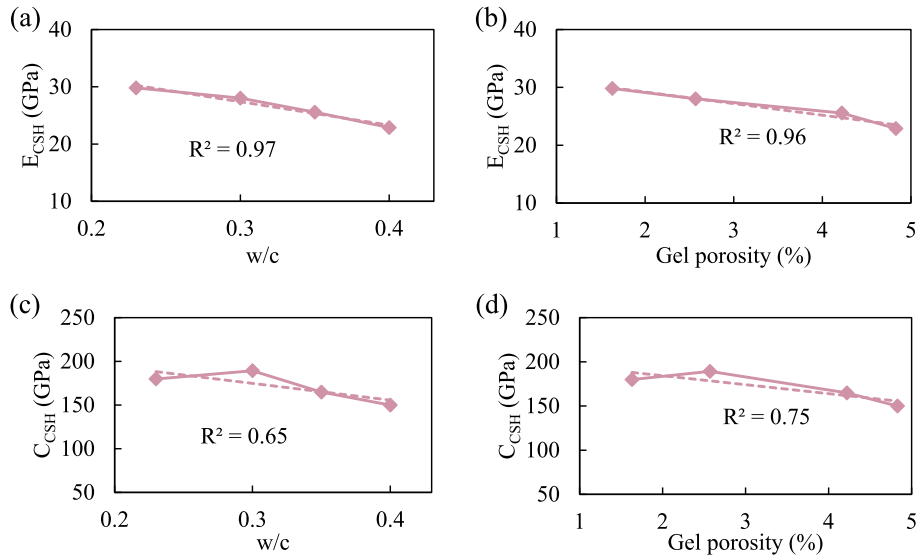 (a)
40
30
20
10
E_CSH (GPa)
R² = 0.97
0.2 0.3 0.4
w/c
(b)
40
30
20
10
E_CSH (GPa)
R² = 0.96
1 2 3 4 5
Gel porosity (%)
(c)
250
200
150
100
50
C_CSH (GPa)
R² = 0.65
0.2 0.3 0.4
w/c
(d)
250
200
150
100
50
C_CSH (GPa)
R² = 0.75
1 2 3 4 5
Gel porosity (%)